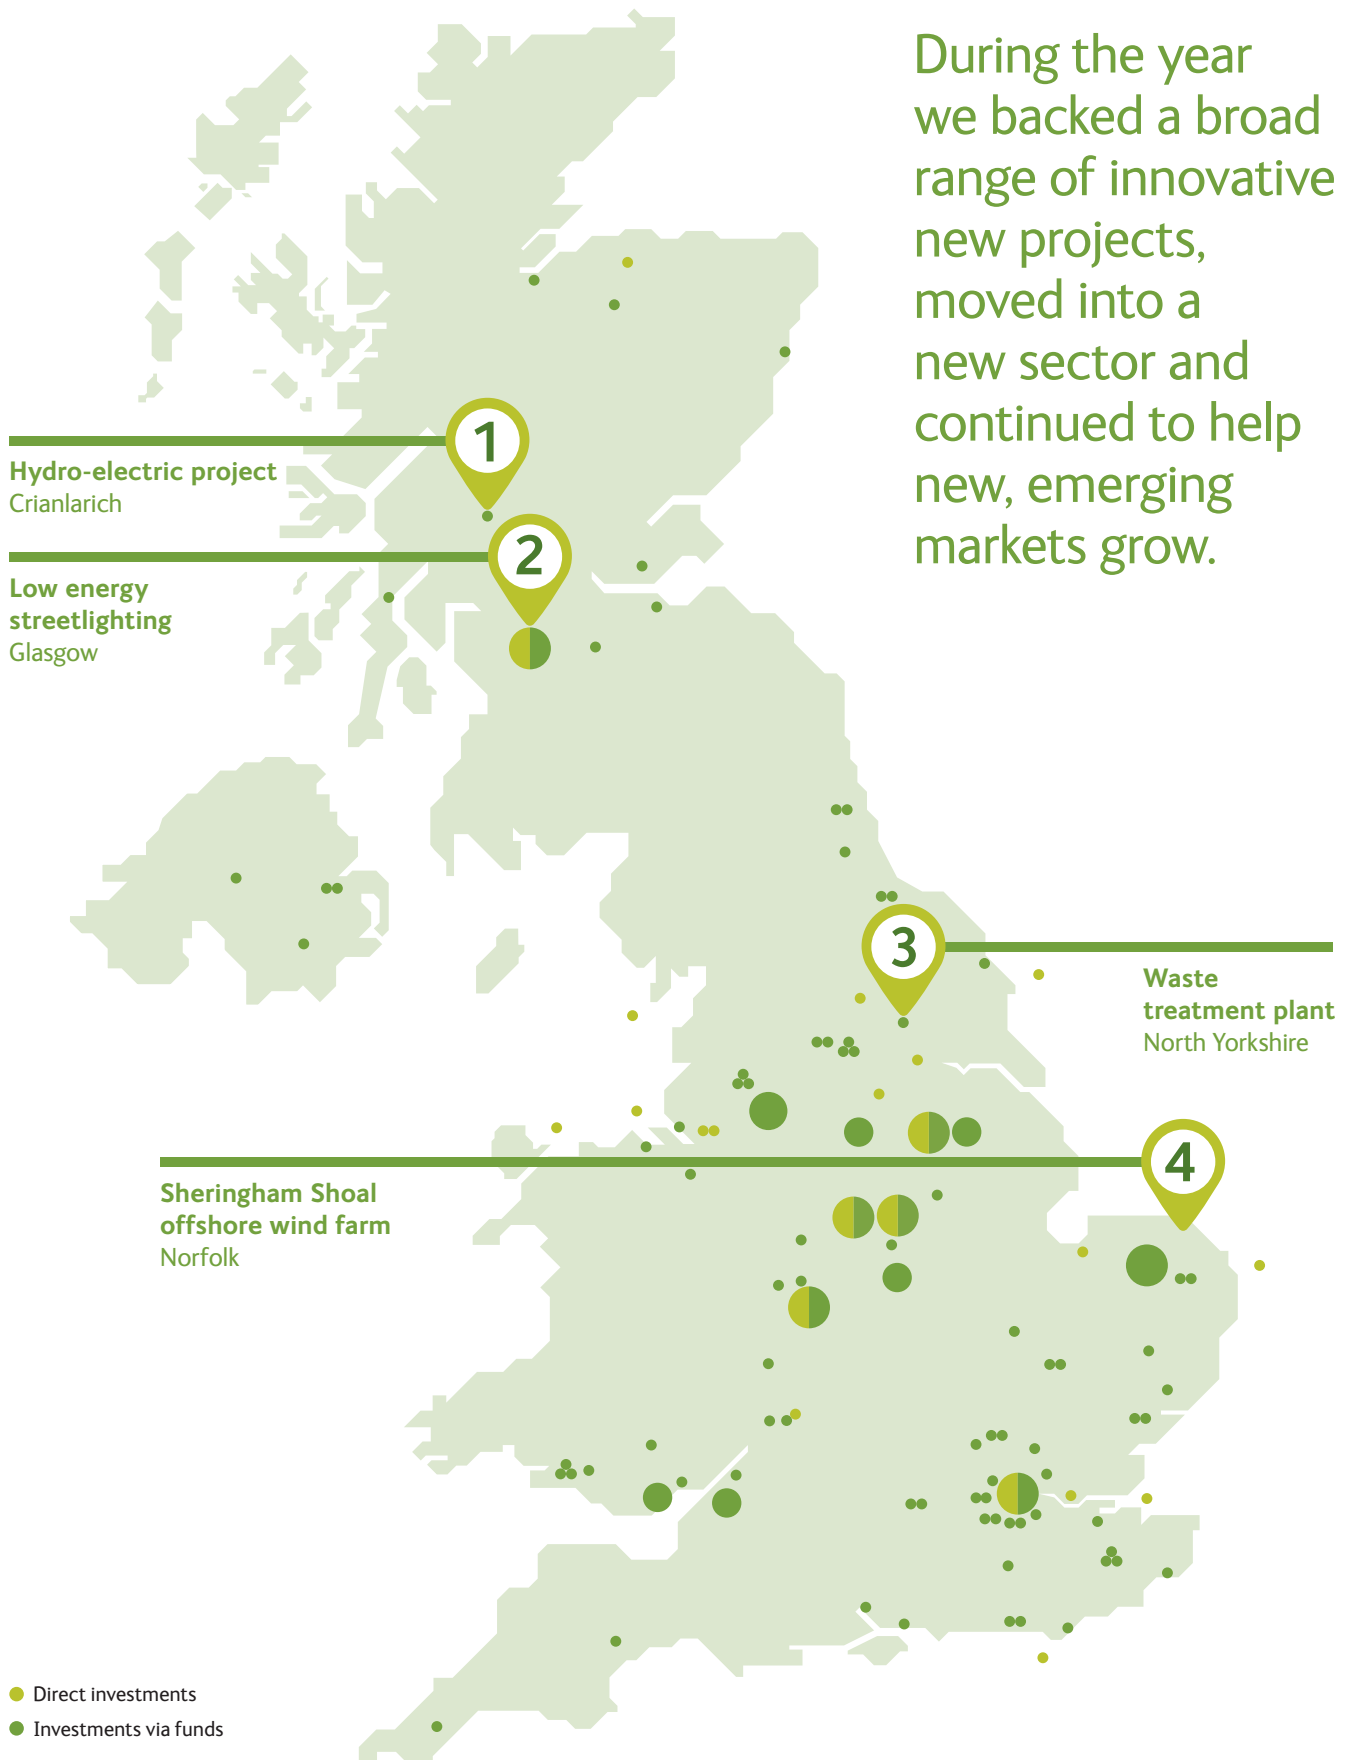 During the year
we backed a broad
range of innovative
new projects,
moved into a
new sector and
continued to help
new, emerging
markets grow.
1
Hydro-electric project
Crianlarich
2
Low energy
streetlighting
Glasgow
3
Waste
treatment plant
North Yorkshire
4
Sheringham Shoal
offshore wind farm
Norfolk
Direct investments
Investments via funds